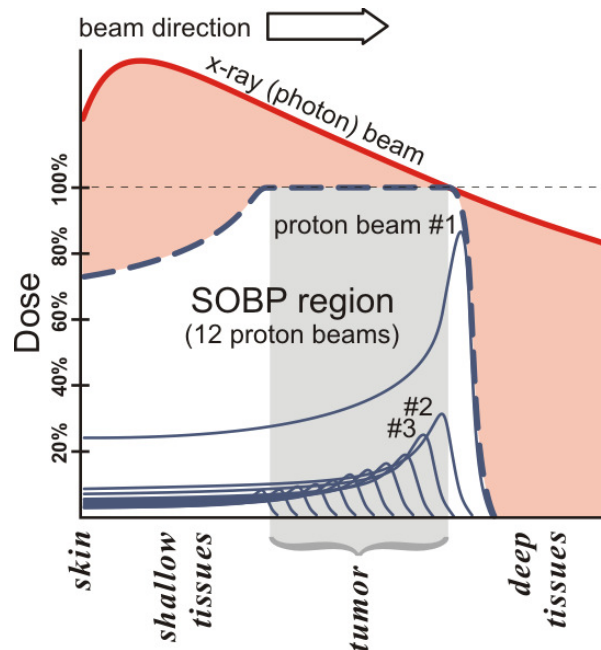 beam direction
x-ray (photon) beam
100%
80%
60%
40%
20%
Dose
proton beam #1
SOBP region
(12 proton beams)
#2
#3
skin
shallow
tissues
tumor
deep
tissues